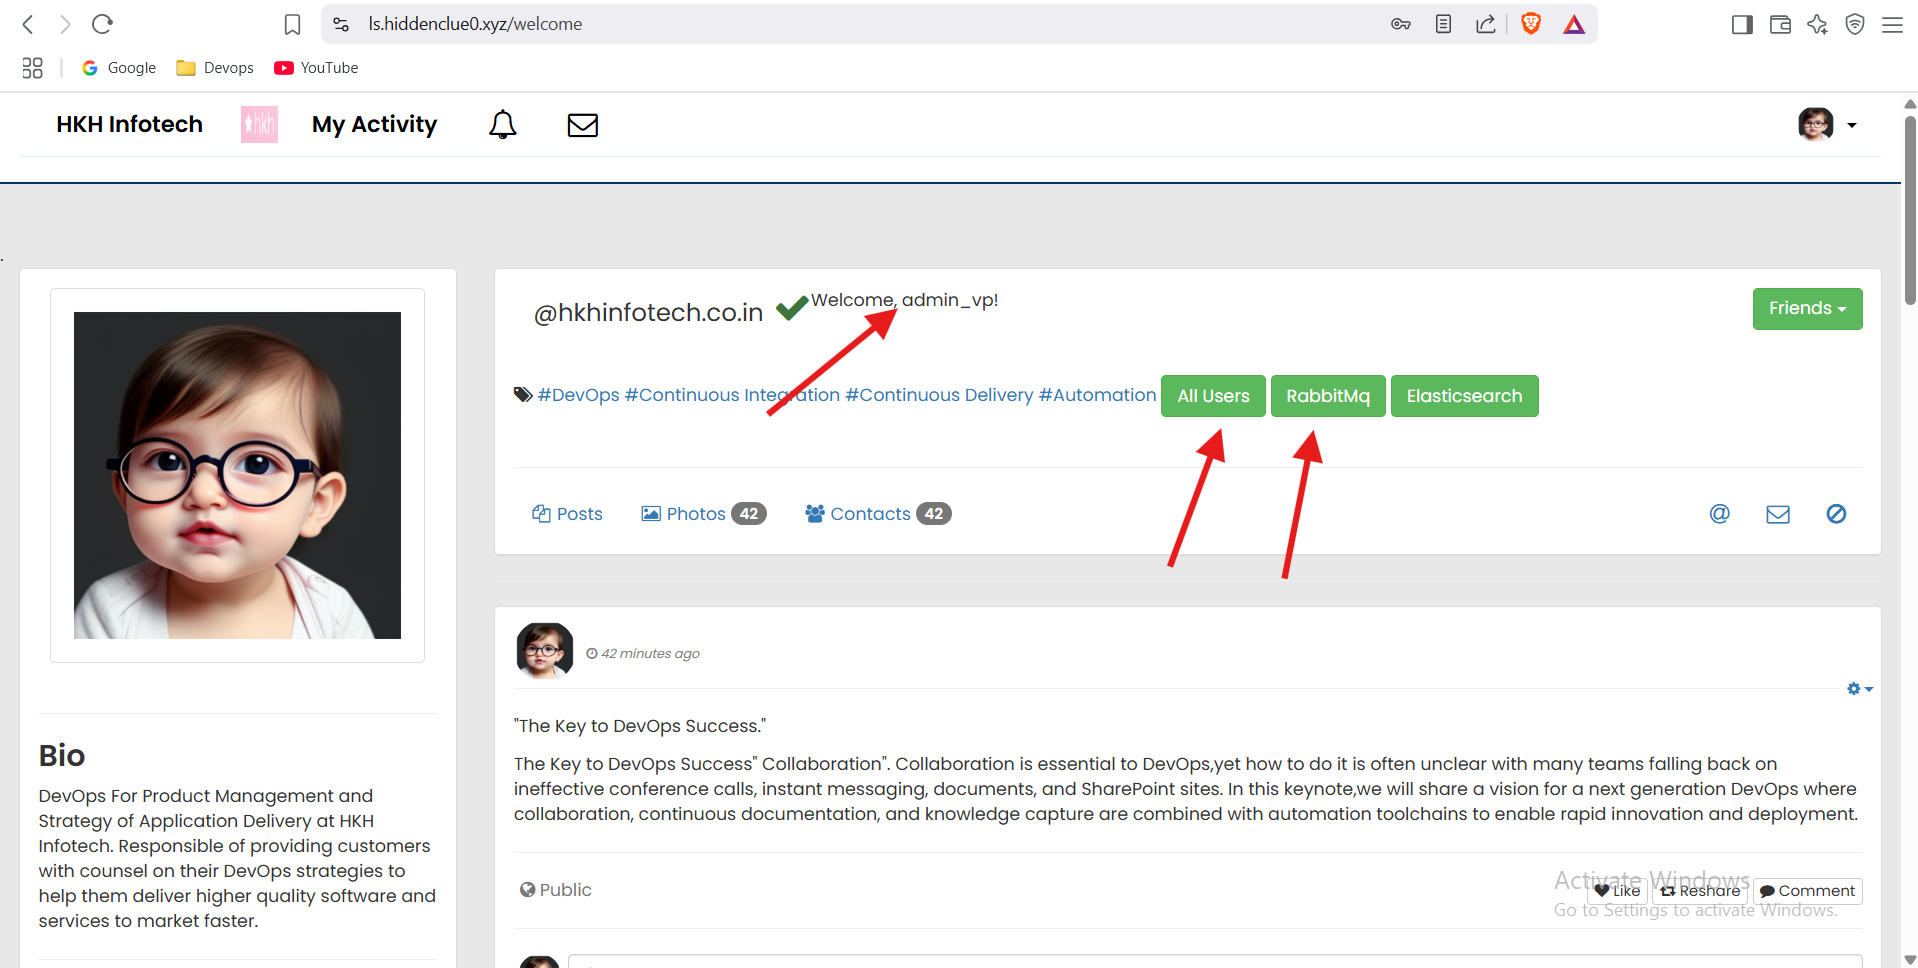 ls.hiddenclue0.xyz/welcome
Google Devops YouTube
HKH Infotech hkh My Activity
@hkhinfotech.co.in Welcome, admin_vp! Friends
#DevOps #Continuous Integration #Continuous Delivery #Automation All Users RabbitMq Elasticsearch
Posts Photos 42 Contacts 42 @
42 minutes ago
"The Key to DevOps Success."
The Key to DevOps Success" Collaboration". Collaboration is essential to DevOps,yet how to do it is often unclear with many teams falling back on
ineffective conference calls, instant messaging, documents, and SharePoint sites. In this keynote,we will share a vision for a next generation DevOps where
collaboration, continuous documentation, and knowledge capture are combined with automation toolchains to enable rapid innovation and deployment.
Public Like Reshare Comment
Bio
DevOps For Product Management and
Strategy of Application Delivery at HKH
Infotech. Responsible of providing customers
with counsel on their DevOps strategies to
help them deliver higher quality software and
services to market faster.
Activate Windows
Go to Settings to activate Windows.